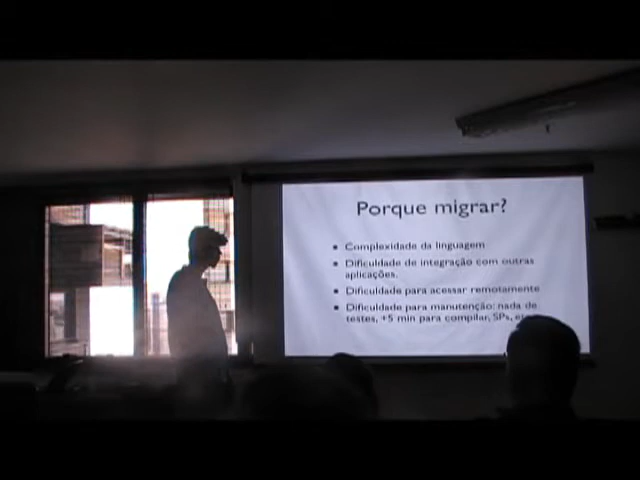 Porque migrar?
Complexidade da linguagem
Dificuldade de integração com outras
aplicações.
Dificuldade para acessar remotamente
Dificuldade para manutenção: nada de
testes, +5 min para compilar, SPs,